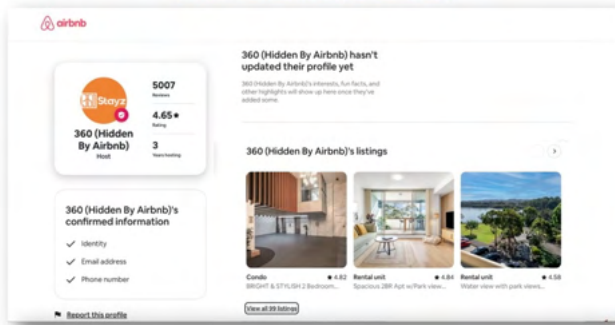 airbnb
Stayz
5007
Reviews
4.65★
Rating
3
Years hosting
360 (Hidden
By Airbnb)
Host
360 (Hidden By Airbnb)'s
confirmed information
✓ Identity
✓ Email address
✓ Phone number
Report this profile
360 (Hidden By Airbnb) hasn't
updated their profile yet
360 (Hidden By Airbnb)'s interests, fun facts, and
other highlights will show up here once they've
added some.
360 (Hidden By Airbnb)'s listings
Condo ★ 4.82
BRIGHT & STYLISH 2 Bedroom...
Rental unit ★ 4.84
Spacious 2BR Apt w/Park view...
Rental unit ★ 4.58
Water view with park views...
View all 99 listings